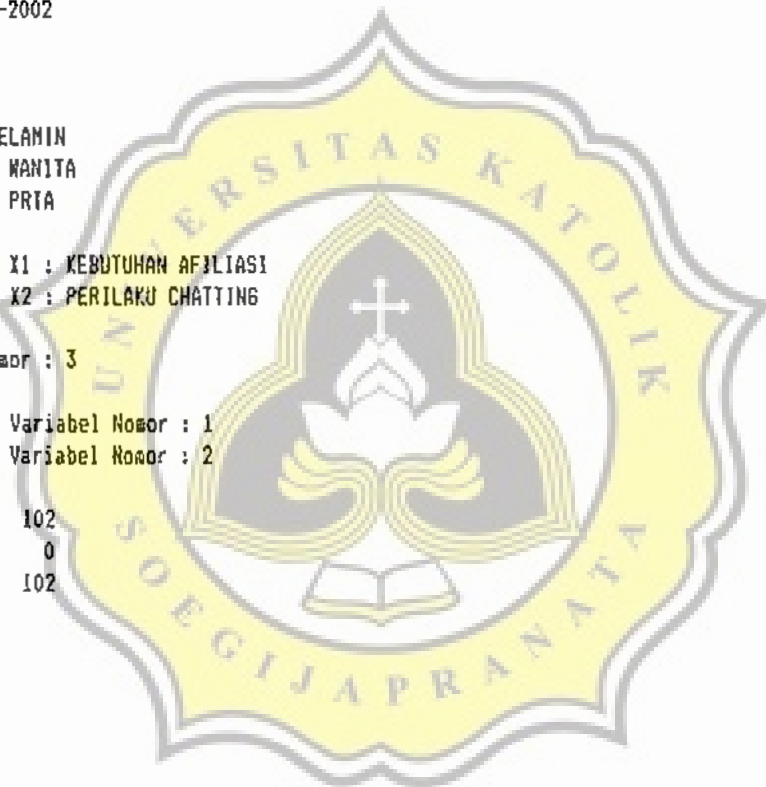 -2002
ELAMIN
WANITA
PRIA
X1 : KEBUTUHAN AFILIASI
X2 : PERILAKU CHATTING
mor : 3
Variabel Nomor : 1
Variabel Nomor : 2
102
0
102
UNIVERSITAS KATOLIK
SOEGIJAPRANATA